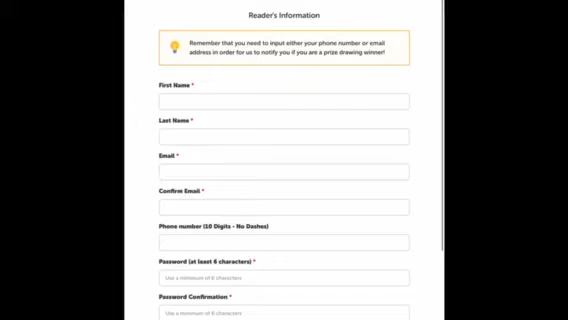 Reader's Information
Remember that you need to input either your phone number or email
address in order for us to notify you if you are a prize drawing winner!
First Name *
Last Name *
Email *
Confirm Email *
Phone number (10 Digits - No Dashes)
Password (at least 6 characters) *
Use a minimum of 6 characters
Password Confirmation *
Use a minimum of 6 characters